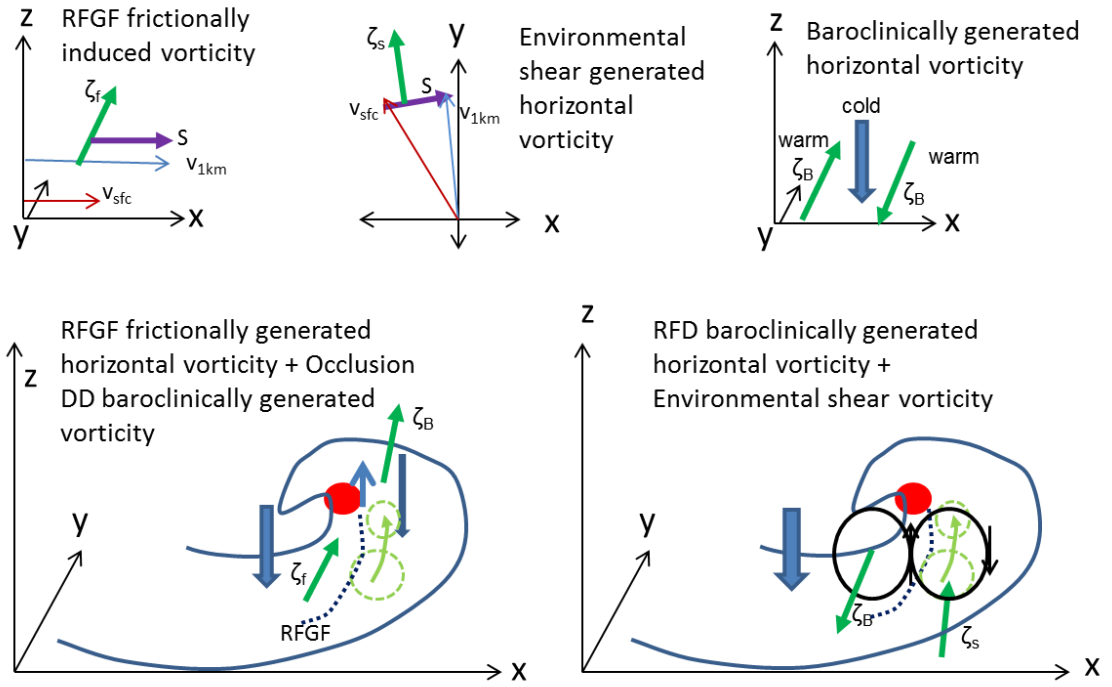 z
RFGF frictionally
induced vorticity
ζf
S
v1km
vsfc
x
y
y
ζs
S
vsfc
v1km
x
Environmental
shear generated
horizontal
vorticity
z
Baroclinically generated
horizontal vorticity
cold
warm
warm
ζB
ζB
y
x
RFGF frictionally generated
horizontal vorticity + Occlusion
DD baroclinically generated
vorticity
z
ζB
y
ζf
RFGF
x
z
RFD baroclinically generated
horizontal vorticity +
Environmental shear vorticity
y
ζB
ζs
x